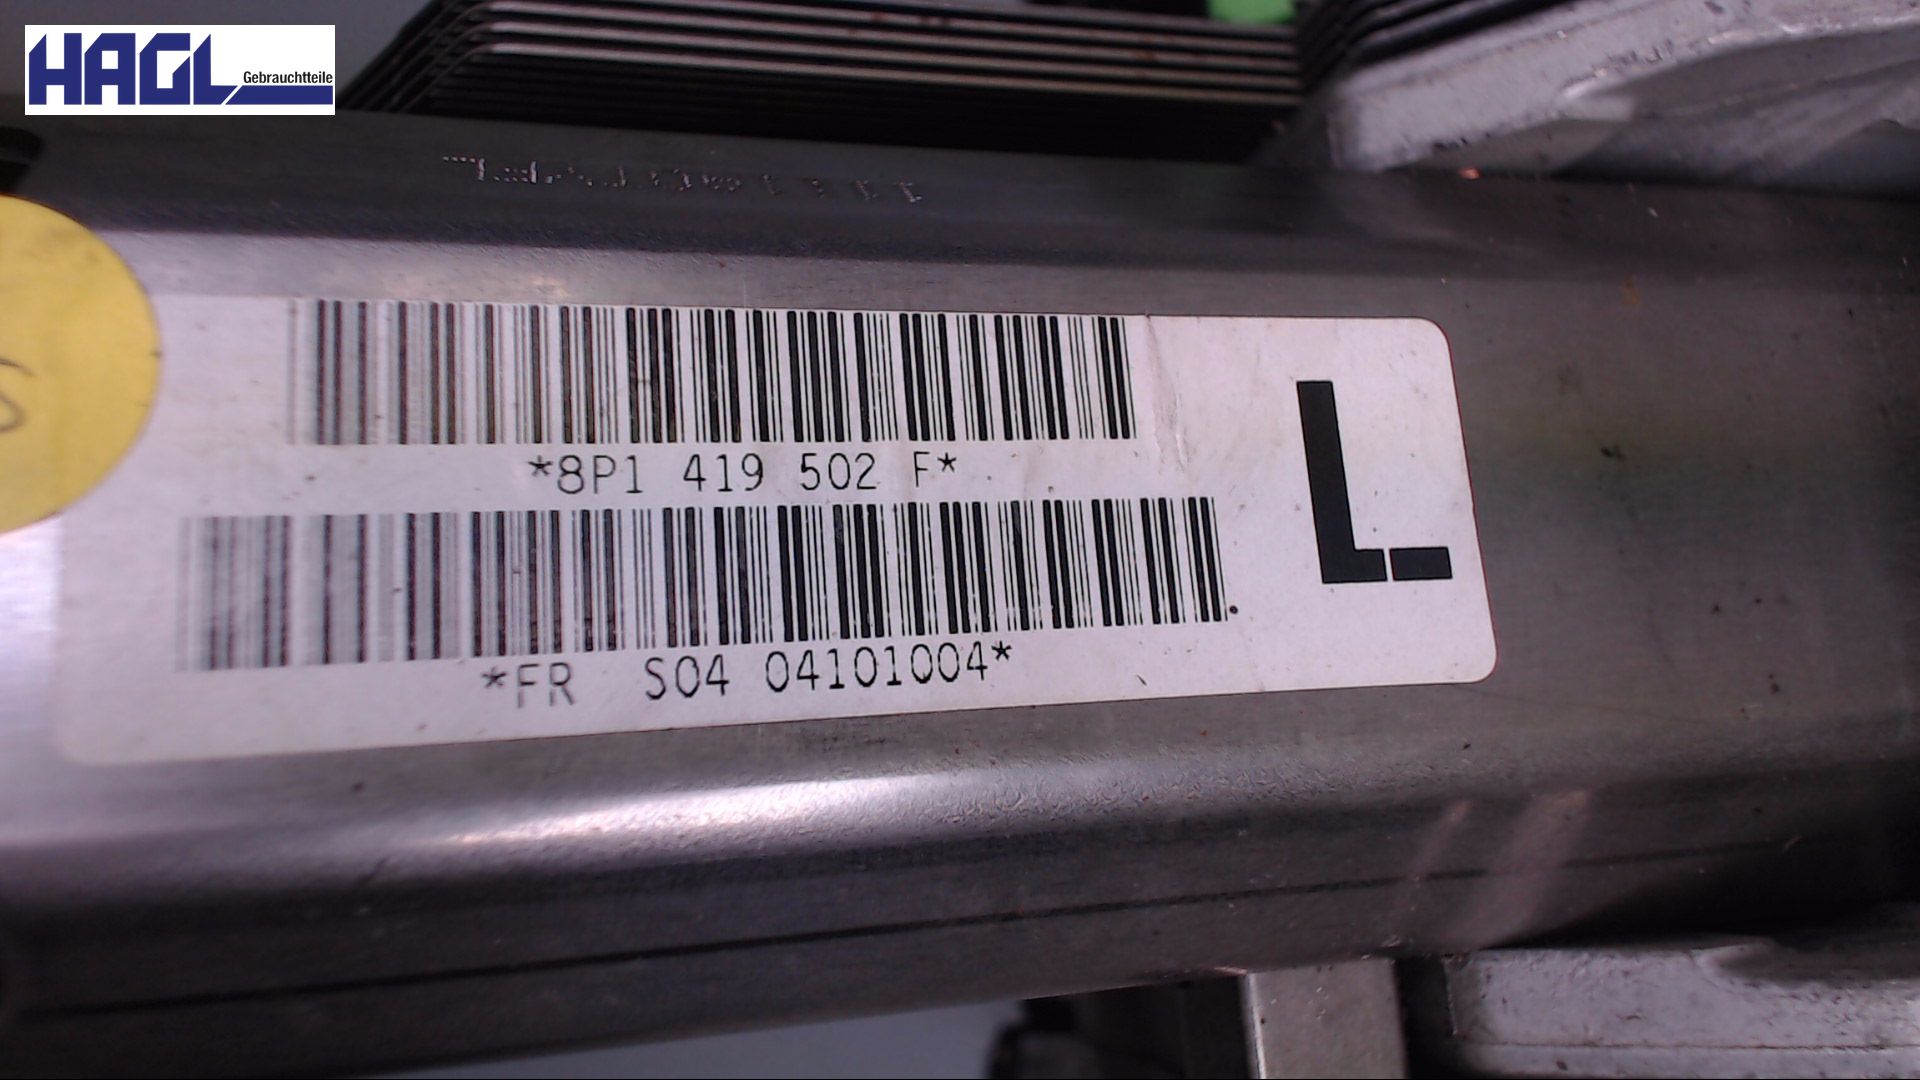 HAGL
Gebrauchtteile
*8P1 419 502 F*
L
*FR S04 04101004*